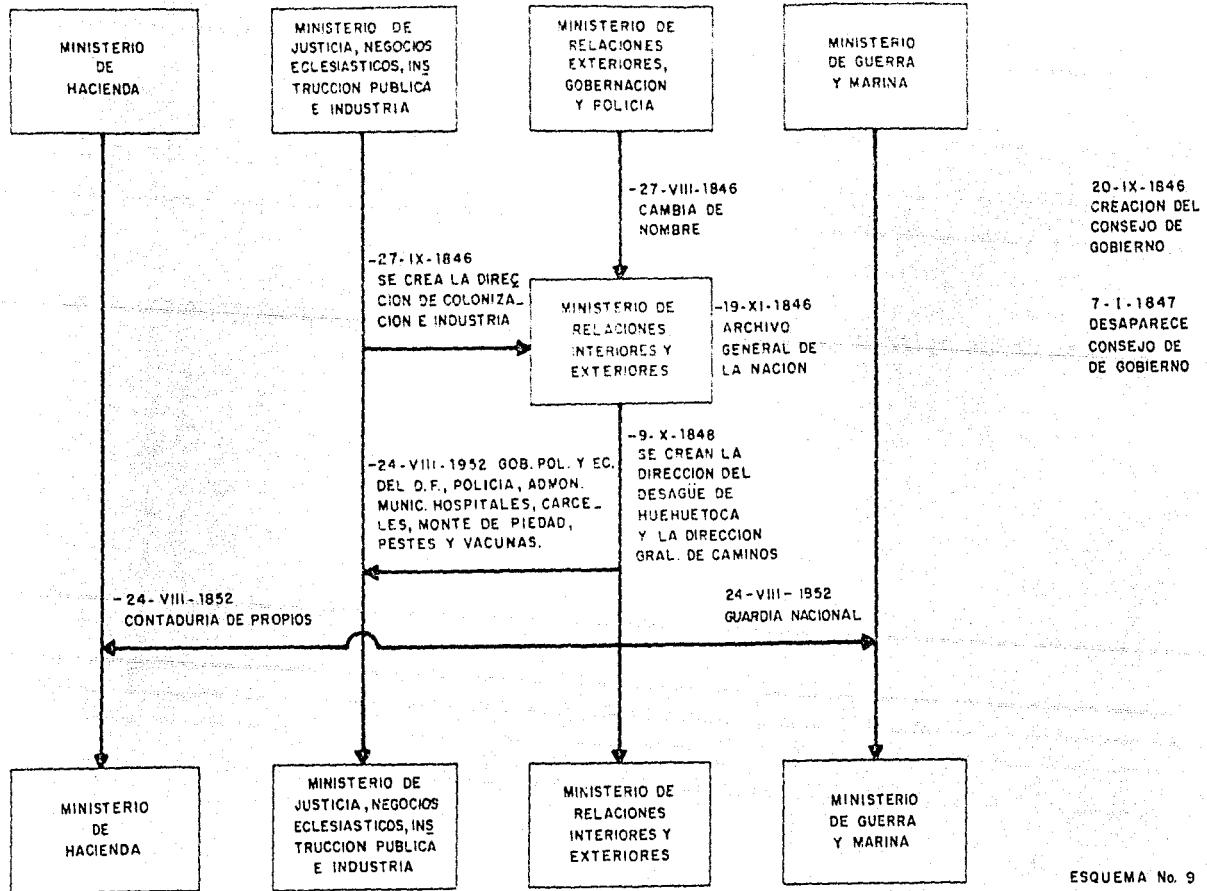 MINISTERIO
DE
HACIENDA
MINISTERIO DE
JUSTICIA, NEGOCIOS
ECLESIASTICOS, INS
TRUCCION PUBLICA
E INDUSTRIA
MINISTERIO DE
RELACIONES
EXTERIORES,
GOBERNACION
Y POLICIA
MINISTERIO
DE GUERRA
Y MARINA
-27-VIII-1846
CAMBIA DE
NOMBRE
20-IX-1846
CREACION DEL
CONSEJO DE
GOBIERNO
-27-IX-1846
SE CREA LA DIREC
CION DE COLONIZA_
CION E INDUSTRIA
MINISTERIO DE
RELACIONES
INTERIORES Y
EXTERIORES
-19-XI-1846
ARCHIVO
GENERAL DE
LA NACION
7-I-1847
DESAPARECE
CONSEJO DE
DE GOBIERNO
-24-VIII-1952 GOB. POL. Y EC.
DEL D.F., POLICIA, ADMON.
MUNIC. HOSPITALES, CARCE_
LES, MONTE DE PIEDAD,
PESTES Y VACUNAS.
-9-X-1848
SE CREAN LA
DIRECCION DEL
DESAGÜE DE
HUEHUETOCA
Y LA DIRECCION
GRAL. DE CAMINOS
-24-VIII-1852
CONTADURIA DE PROPIOS
24-VIII-1952
GUARDIA NACIONAL
MINISTERIO
DE
HACIENDA
MINISTERIO DE
JUSTICIA, NEGOCIOS
ECLESIASTICOS, INS
TRUCCION PUBLICA
E INDUSTRIA
MINISTERIO DE
RELACIONES
INTERIORES Y
EXTERIORES
MINISTERIO
DE GUERRA
Y MARINA
ESQUEMA No. 9